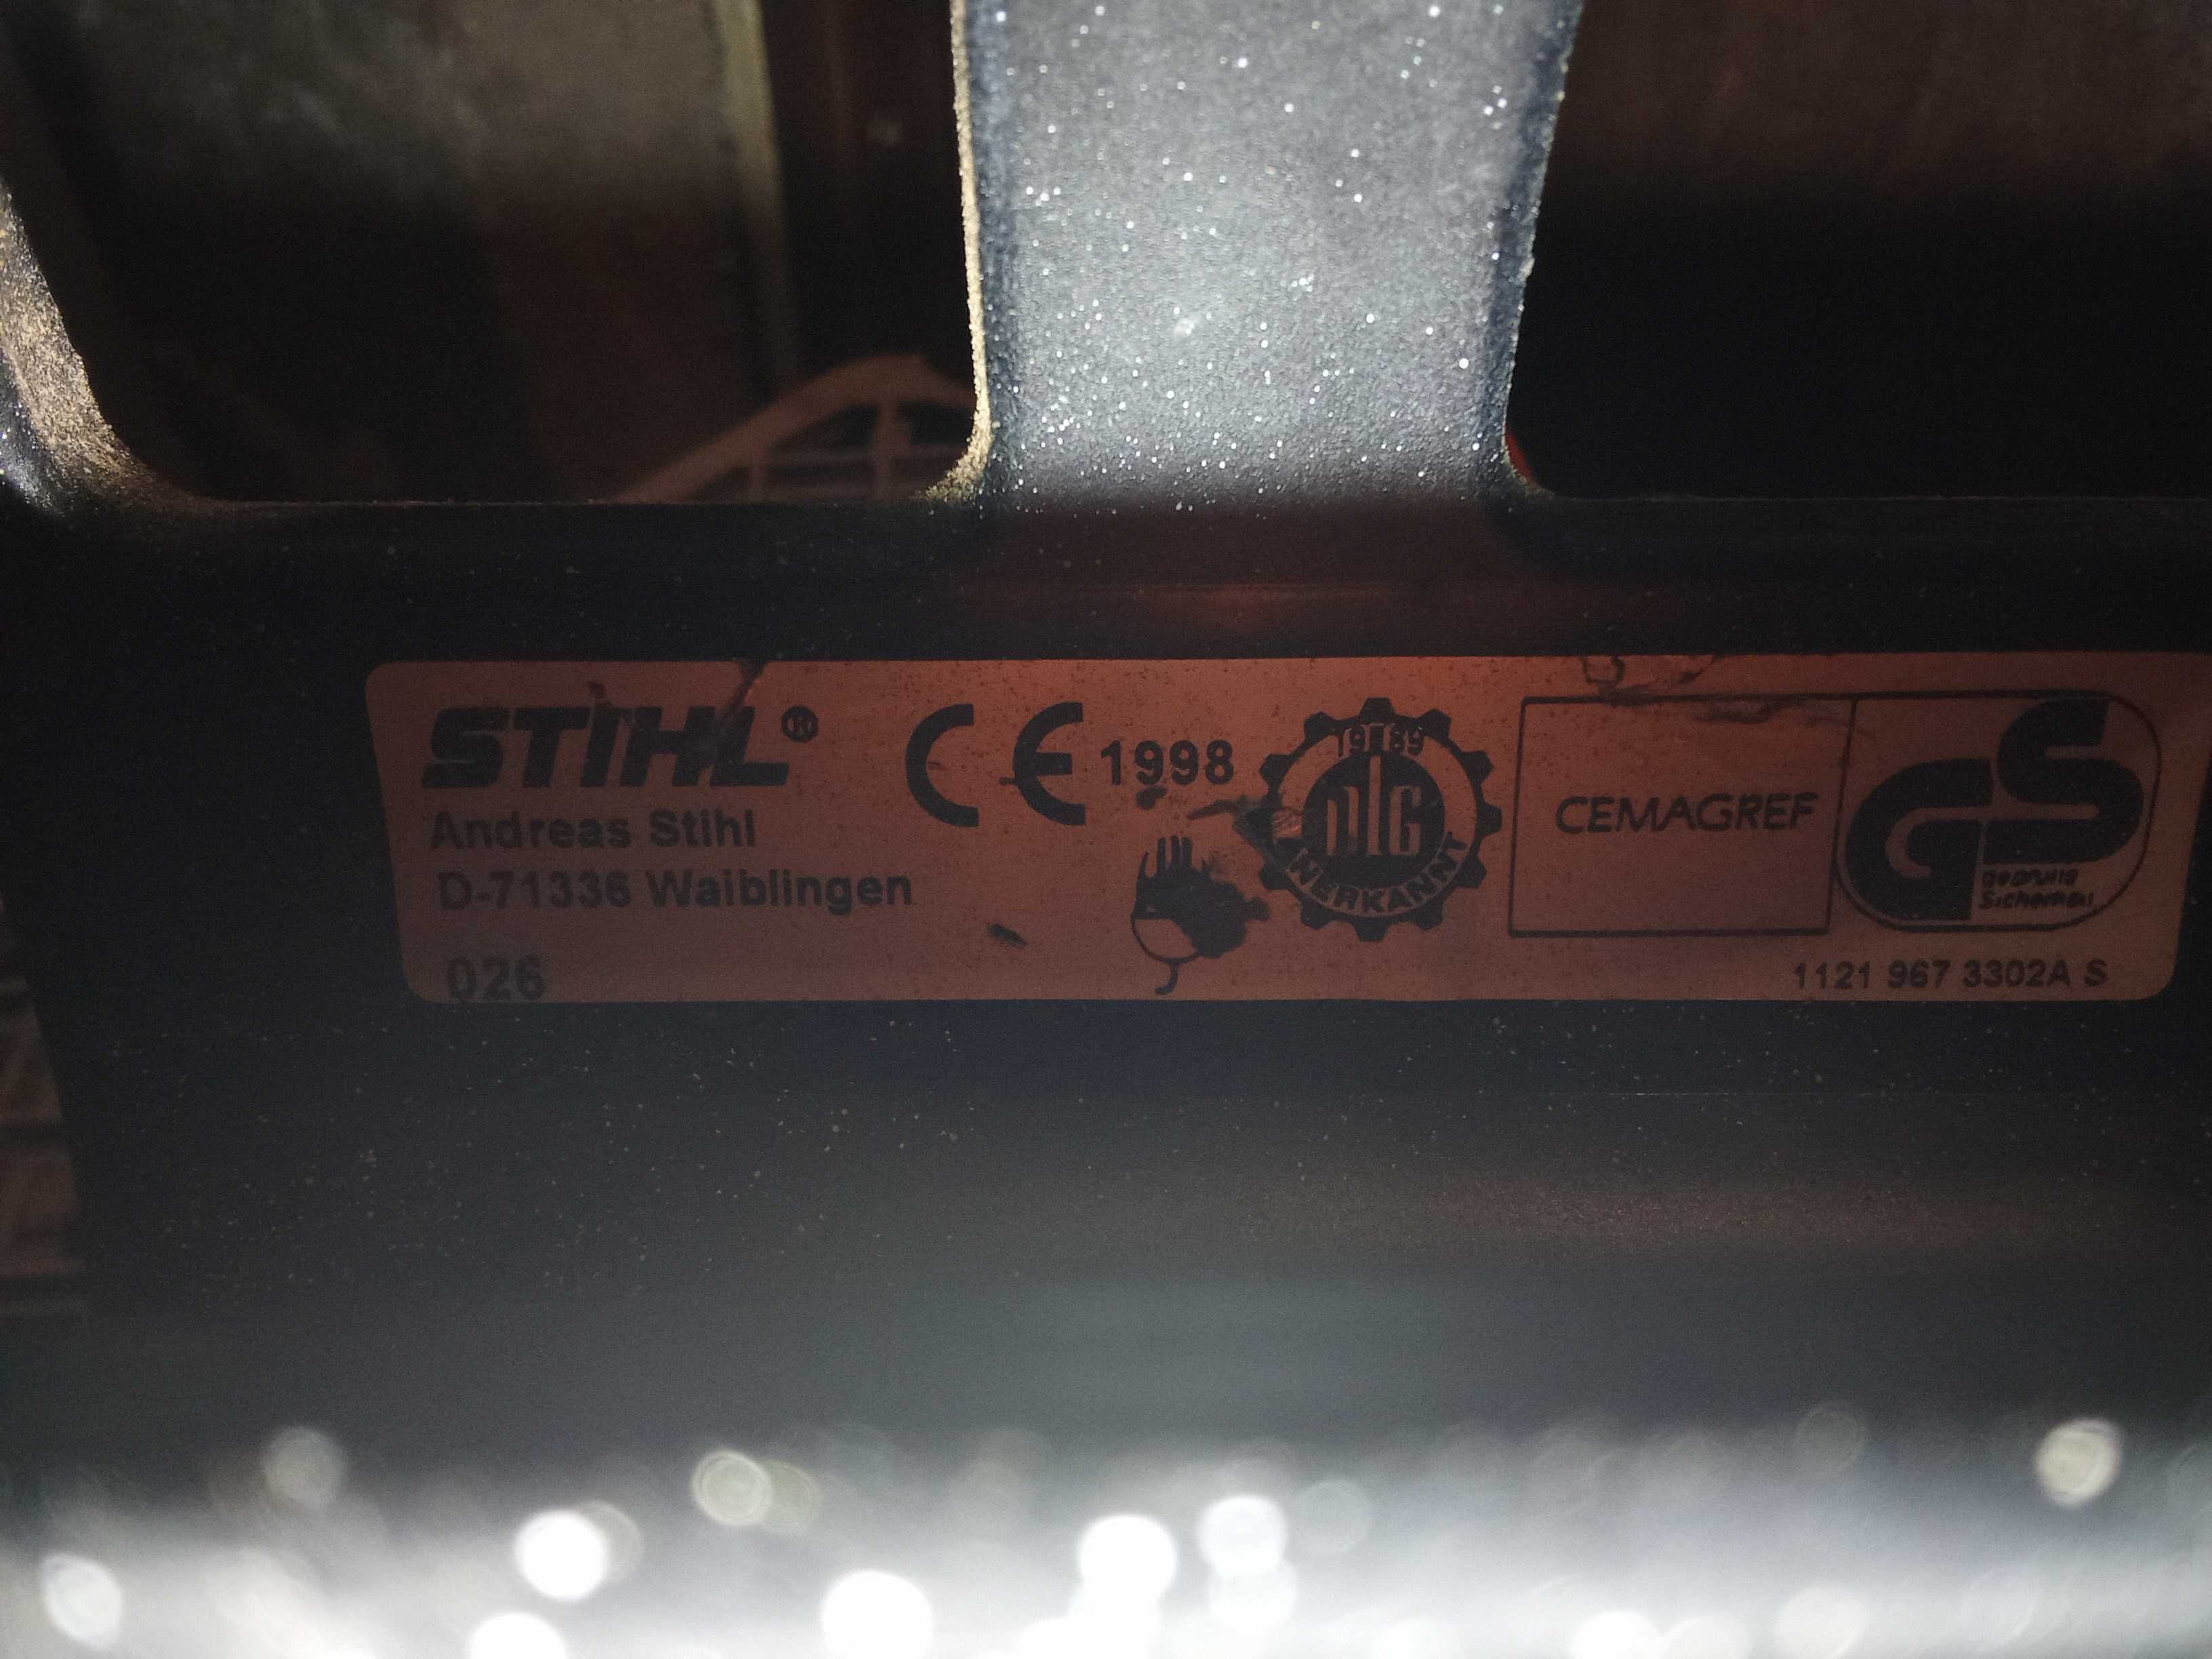 STIHL®
Andreas Stihl
D-71336 Waiblingen
026
CE 1998
1989
DLG
ANERKANNT
CEMAGREF
GS
geprüfte
Sicherheit
1121 967 3302A S